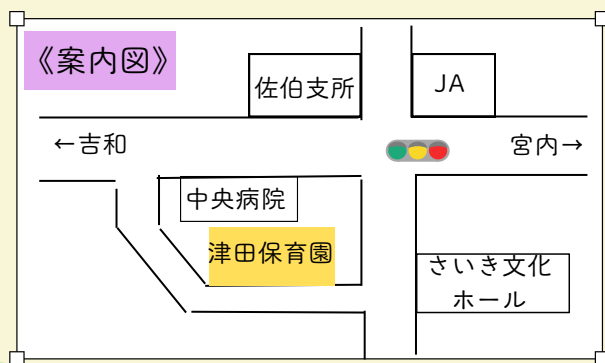 《案内図》
佐伯支所
JA
←吉和
宮内→
中央病院
津田保育園
さいき文化
ホール